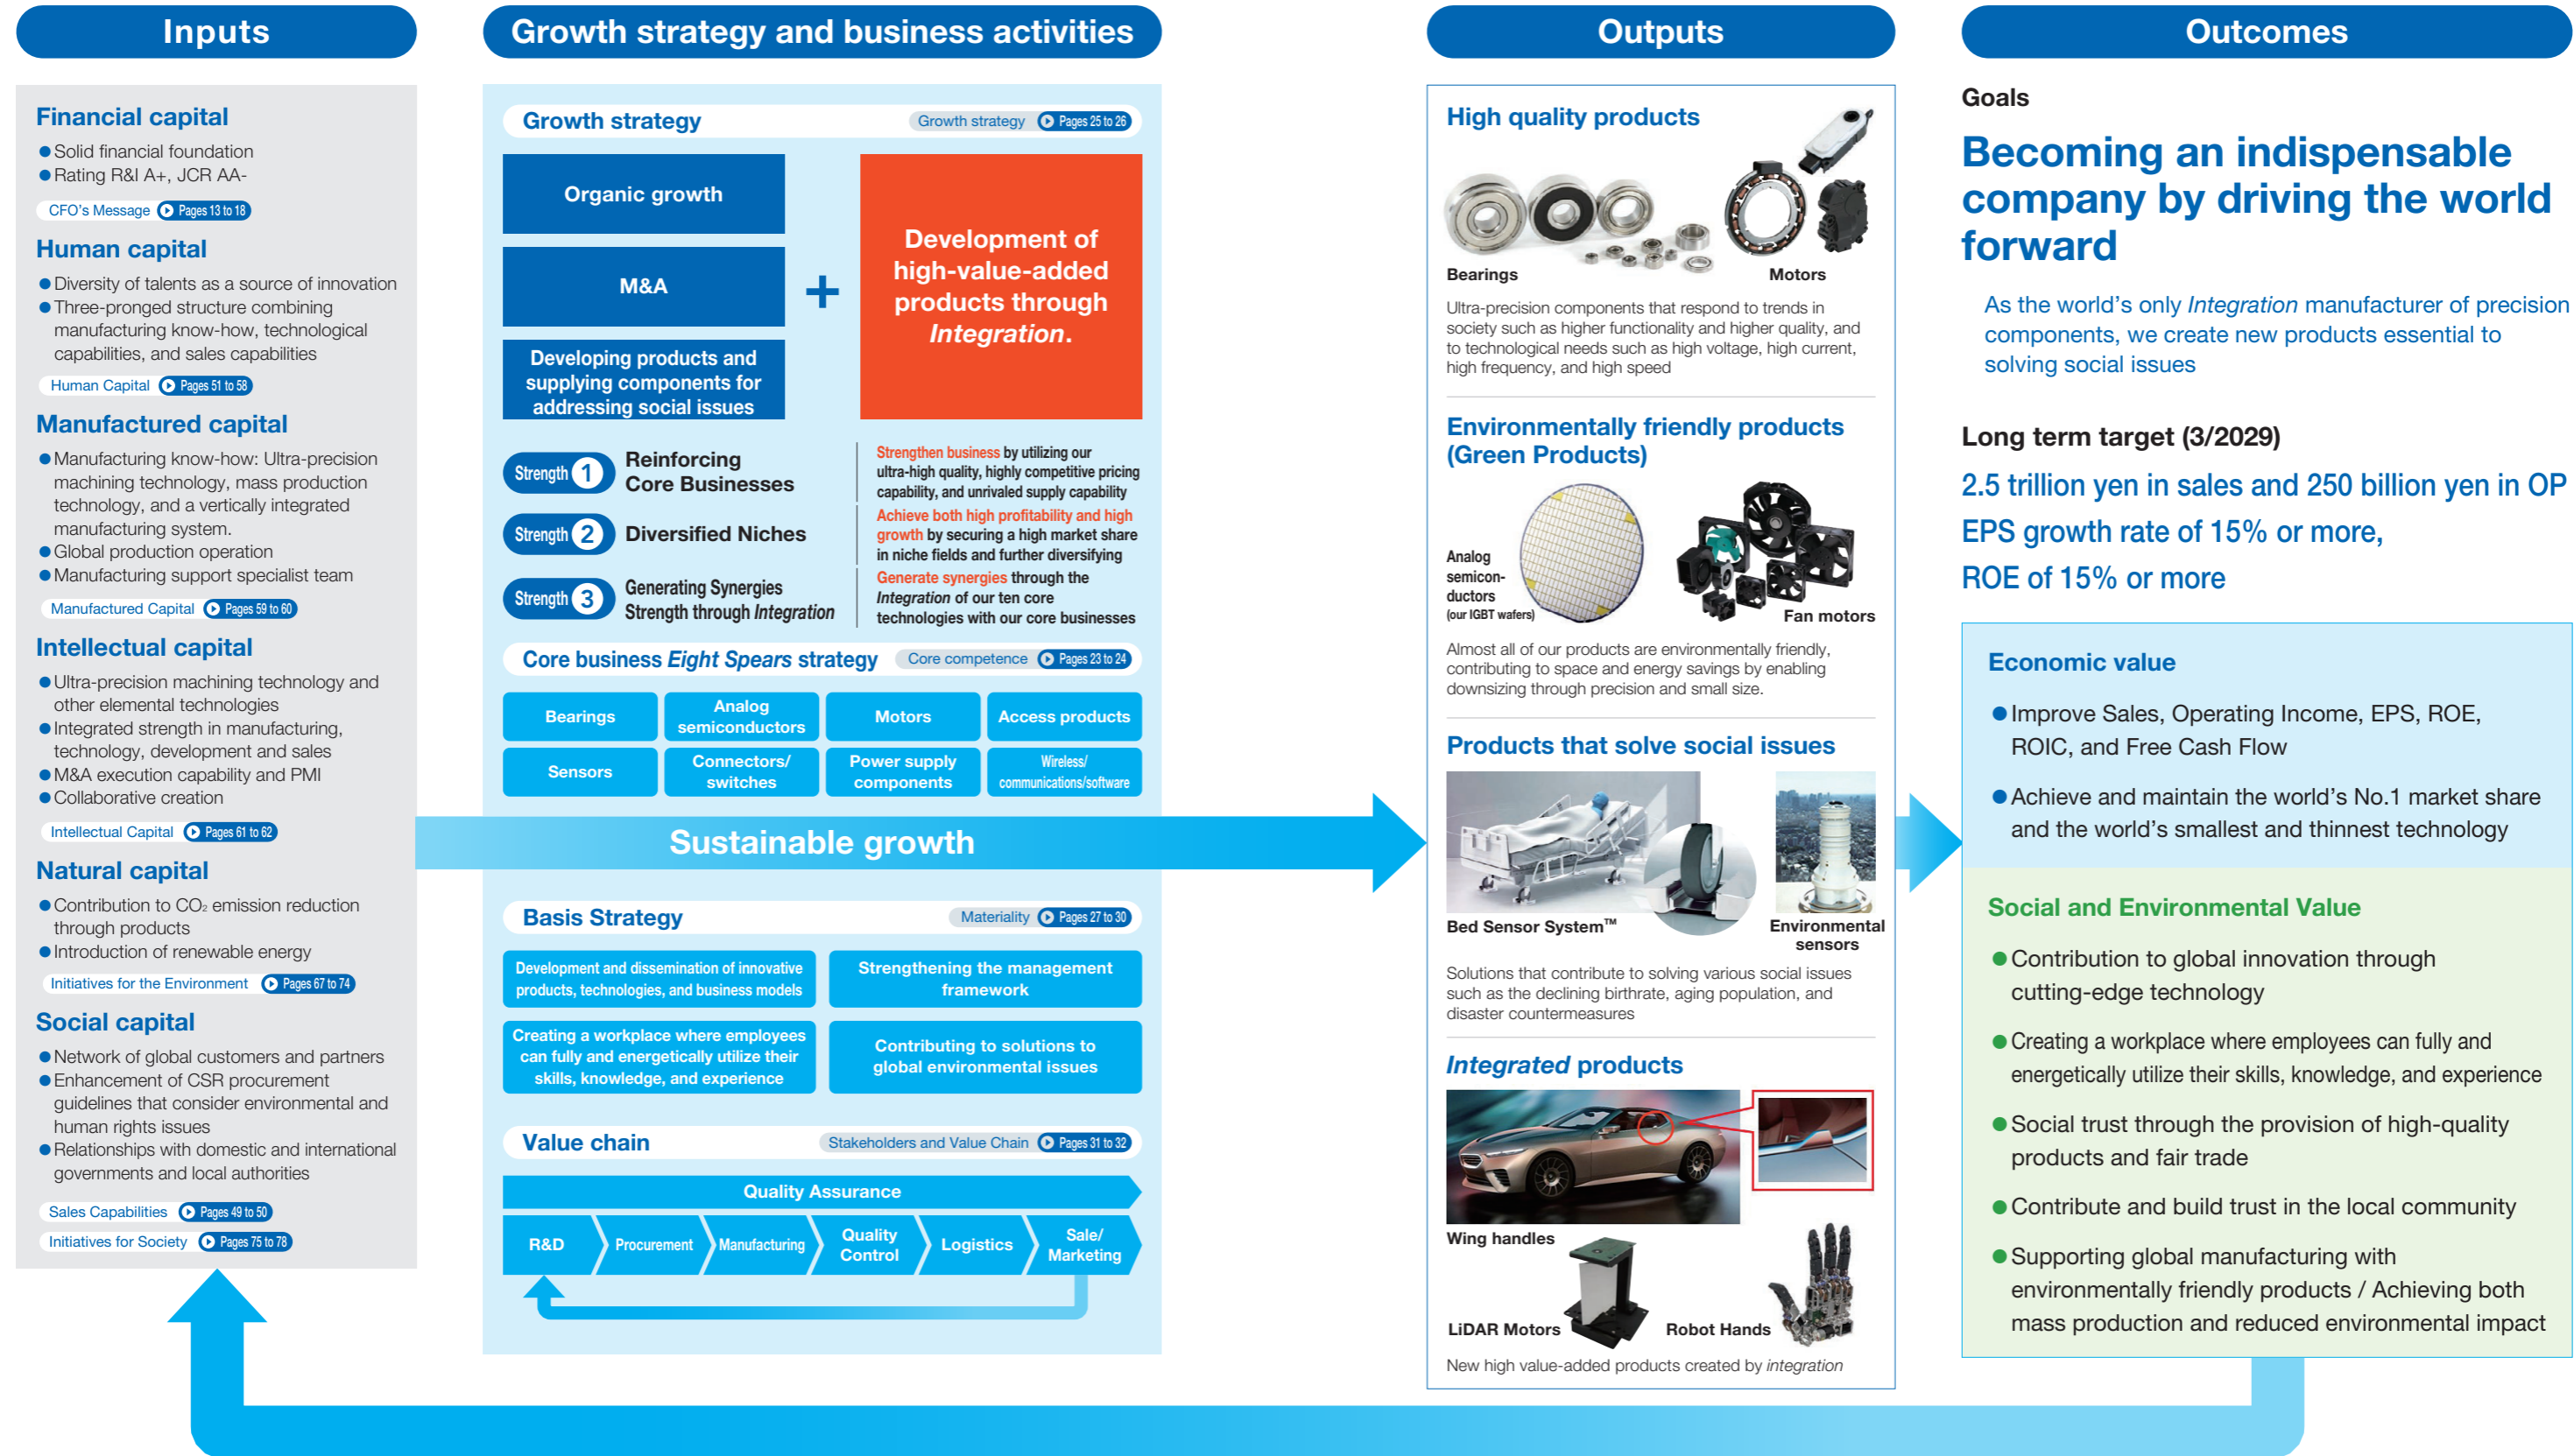 Inputs
Financial capital
● Solid financial foundation
● Rating R&I A+, JCR AA-
CFO's Message Pages 13 to 18
Human capital
● Diversity of talents as a source of innovation
● Three-pronged structure combining
manufacturing know-how, technological
capabilities, and sales capabilities
Human Capital Pages 51 to 58
Manufactured capital
● Manufacturing know-how: Ultra-precision
machining technology, mass production
technology, and a vertically integrated
manufacturing system.
● Global production operation
● Manufacturing support specialist team
Manufactured Capital Pages 59 to 60
Intellectual capital
● Ultra-precision machining technology and
other elemental technologies
● Integrated strength in manufacturing,
technology, development and sales
● M&A execution capability and PMI
● Collaborative creation
Intellectual Capital Pages 61 to 62
Natural capital
● Contribution to CO₂ emission reduction
through products
● Introduction of renewable energy
Initiatives for the Environment Pages 67 to 74
Social capital
● Network of global customers and partners
● Enhancement of CSR procurement
guidelines that consider environmental and
human rights issues
● Relationships with domestic and international
governments and local authorities
Sales Capabilities Pages 49 to 50
Initiatives for Society Pages 75 to 78
Growth strategy and business activities
Growth strategy
Growth strategy Pages 25 to 26
Organic growth
M&A
Developing products and
supplying components for
addressing social issues
+
Development of
high-value-added
products through
Integration.
Strength 1
Reinforcing
Core Businesses
Strengthen business by utilizing our
ultra-high quality, highly competitive pricing
capability, and unrivaled supply capability
Strength 2
Diversified Niches
Achieve both high profitability and high
growth by securing a high market share
in niche fields and further diversifying
Strength 3
Generating Synergies
Strength through Integration
Generate synergies through the
Integration of our ten core
technologies with our core businesses
Core business Eight Spears strategy
Core competence Pages 23 to 24
Bearings
Analog
semiconductors
Motors
Access products
Sensors
Connectors/
switches
Power supply
components
Wireless/
communications/software
Sustainable growth
Basis Strategy
Materiality Pages 27 to 30
Development and dissemination of innovative
products, technologies, and business models
Strengthening the management
framework
Creating a workplace where employees
can fully and energetically utilize their
skills, knowledge, and experience
Contributing to solutions to
global environmental issues
Value chain
Stakeholders and Value Chain Pages 31 to 32
Quality Assurance
R&D
Procurement
Manufacturing
Quality
Control
Logistics
Sale/
Marketing
Outputs
High quality products
Bearings
Motors
Ultra-precision components that respond to trends in
society such as higher functionality and higher quality, and
to technological needs such as high voltage, high current,
high frequency, and high speed
Environmentally friendly products
(Green Products)
Analog
semicon-
ductors
(our IGBT wafers)
Fan motors
Almost all of our products are environmentally friendly,
contributing to space and energy savings by enabling
downsizing through precision and small size.
Products that solve social issues
Bed Sensor System™
Environmental
sensors
Solutions that contribute to solving various social issues
such as the declining birthrate, aging population, and
disaster countermeasures
Integrated products
Wing handles
LiDAR Motors
Robot Hands
New high value-added products created by integration
Outcomes
Goals
Becoming an indispensable
company by driving the world
forward
As the world's only Integration manufacturer of precision
components, we create new products essential to
solving social issues
Long term target (3/2029)
2.5 trillion yen in sales and 250 billion yen in OP
EPS growth rate of 15% or more,
ROE of 15% or more
Economic value
● Improve Sales, Operating Income, EPS, ROE,
ROIC, and Free Cash Flow
● Achieve and maintain the world's No.1 market share
and the world's smallest and thinnest technology
Social and Environmental Value
● Contribution to global innovation through
cutting-edge technology
● Creating a workplace where employees can fully and
energetically utilize their skills, knowledge, and experience
● Social trust through the provision of high-quality
products and fair trade
● Contribute and build trust in the local community
● Supporting global manufacturing with
environmentally friendly products / Achieving both
mass production and reduced environmental impact